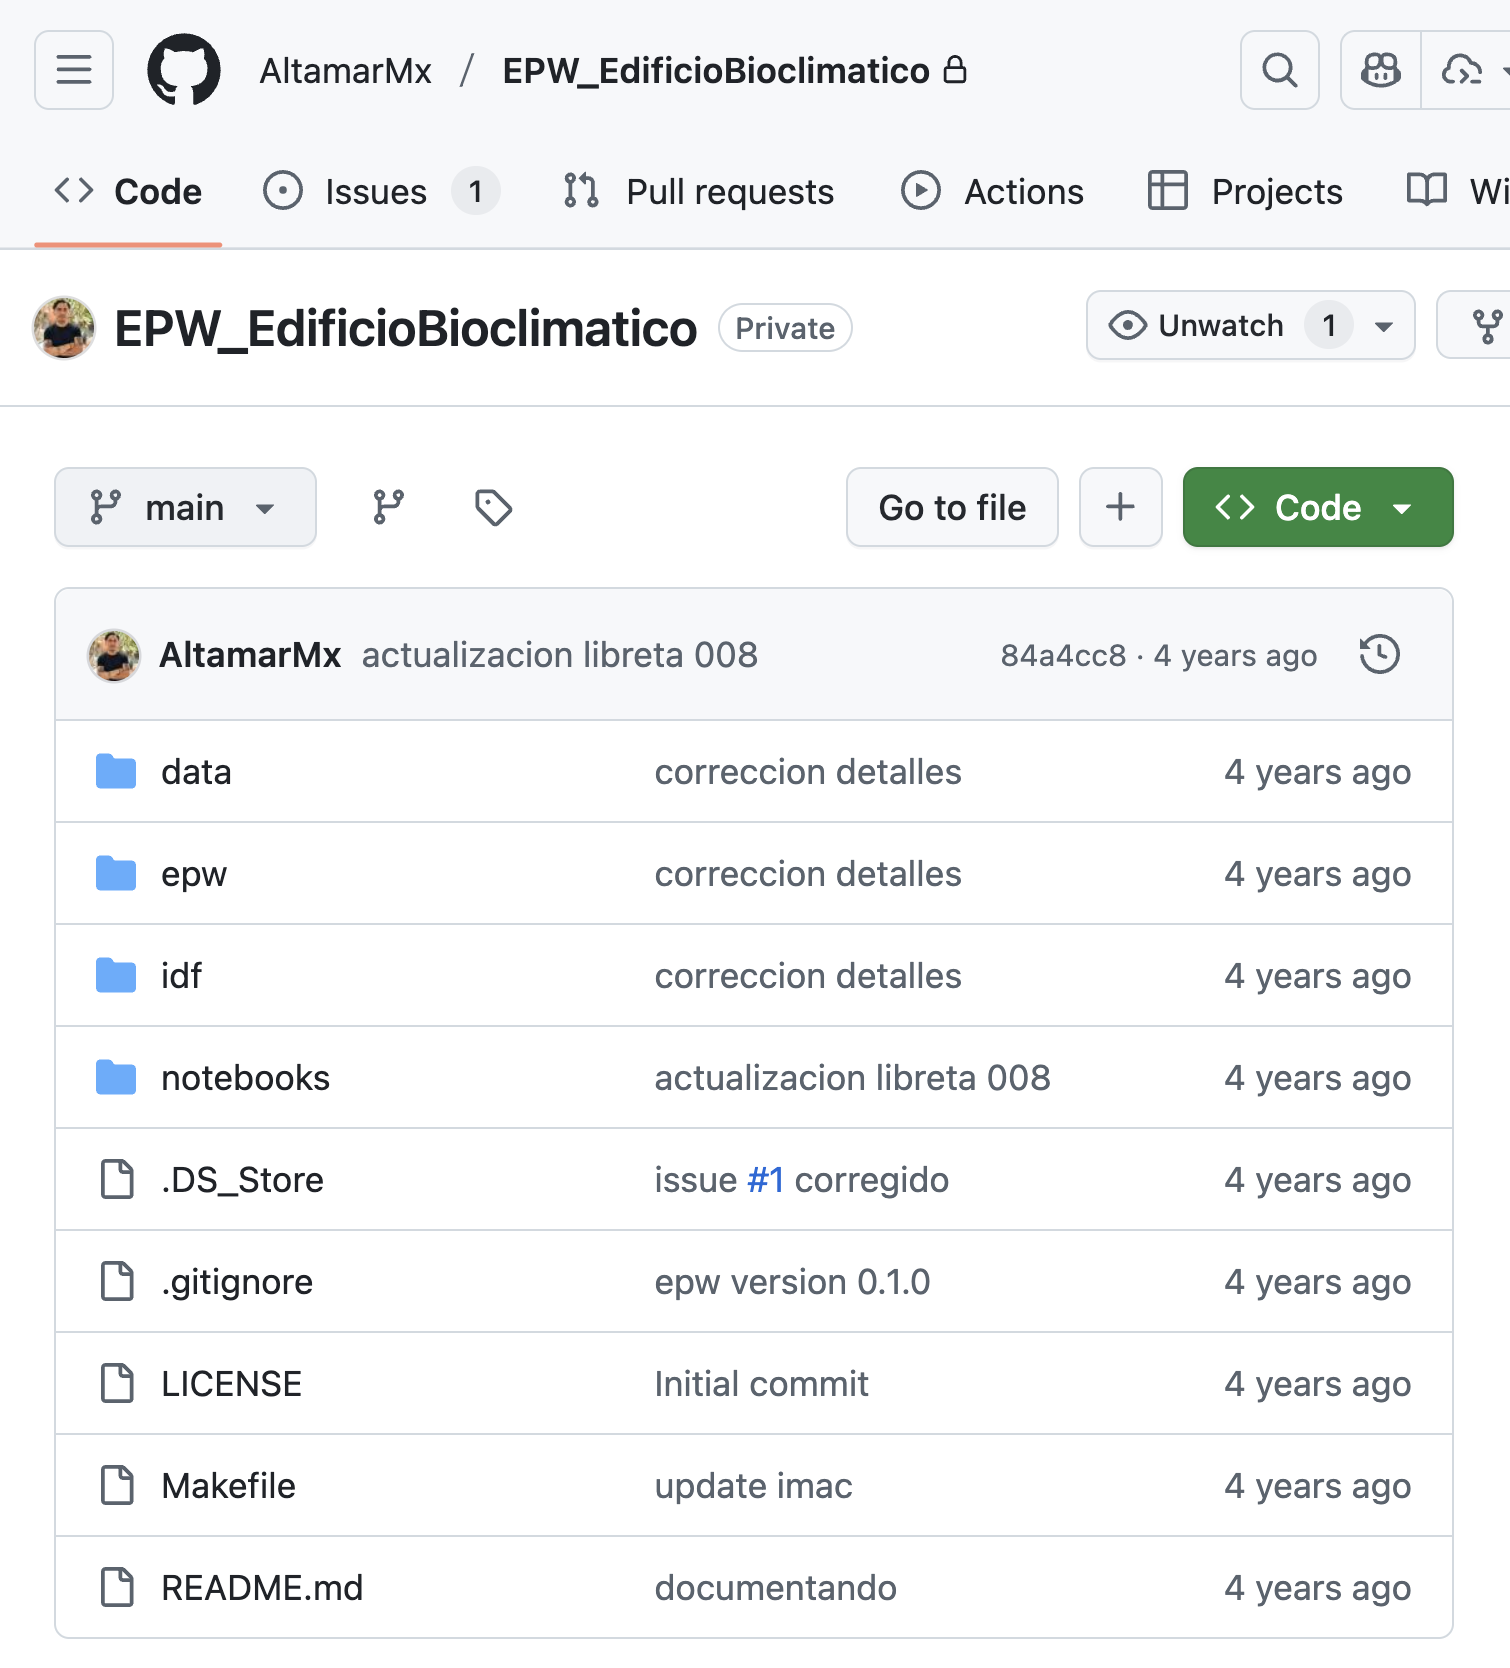 AltamarMx / EPW_EdificioBioclimatico
Code Issues 1 Pull requests Actions Projects
EPW_EdificioBioclimatico Private Unwatch 1
main Go to file Code
AltamarMx actualizacion libreta 008 84a4cc8 · 4 years ago
data correccion detalles 4 years ago
epw correccion detalles 4 years ago
idf correccion detalles 4 years ago
notebooks actualizacion libreta 008 4 years ago
.DS_Store issue #1 corregido 4 years ago
.gitignore epw version 0.1.0 4 years ago
LICENSE Initial commit 4 years ago
Makefile update imac 4 years ago
README.md documentando 4 years ago